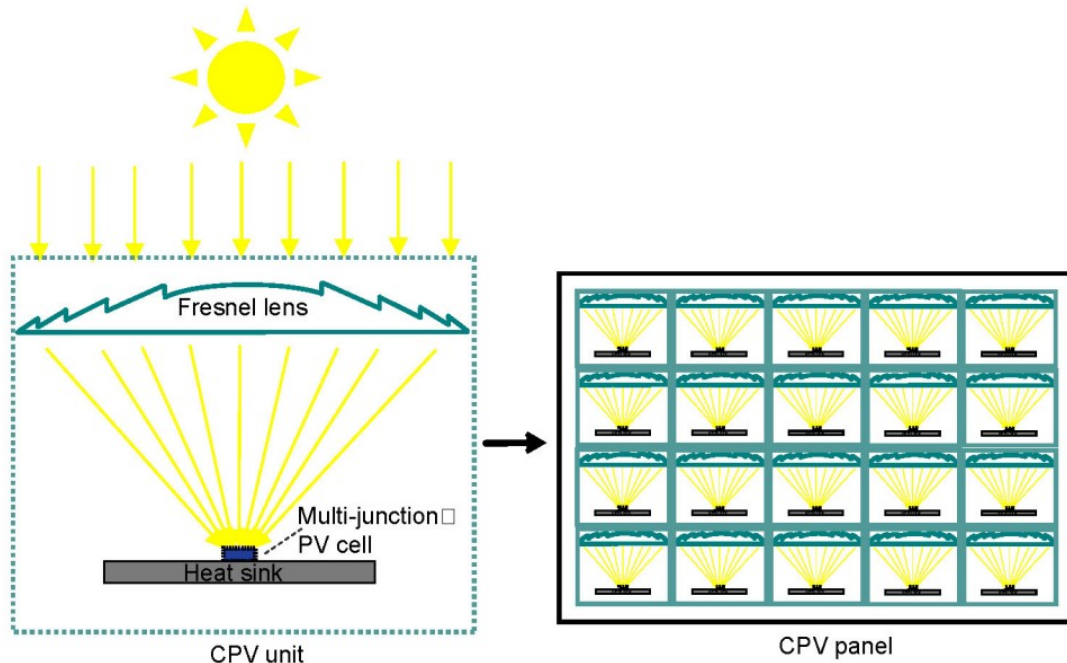 Fresnel lens
Multi-junction□
PV cell
Heat sink
CPV unit
CPV panel